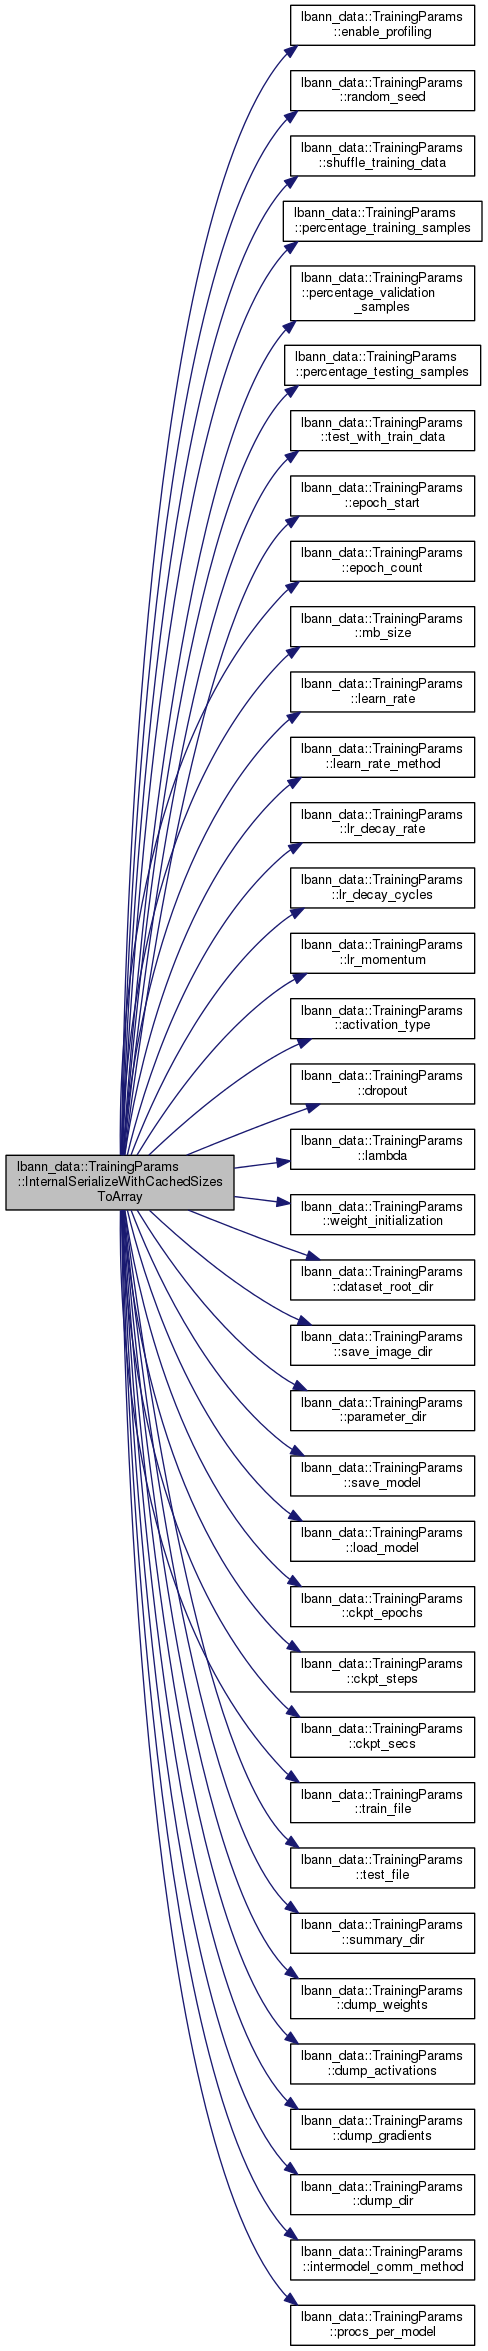 lbann_data::TrainingParams
::enable_profiling
lbann_data::TrainingParams
::random_seed
lbann_data::TrainingParams
::shuffle_training_data
lbann_data::TrainingParams
::percentage_training_samples
lbann_data::TrainingParams
::percentage_validation
_samples
lbann_data::TrainingParams
::percentage_testing_samples
lbann_data::TrainingParams
::test_with_train_data
lbann_data::TrainingParams
::epoch_start
lbann_data::TrainingParams
::epoch_count
lbann_data::TrainingParams
::mb_size
lbann_data::TrainingParams
::learn_rate
lbann_data::TrainingParams
::learn_rate_method
lbann_data::TrainingParams
::lr_decay_rate
lbann_data::TrainingParams
::lr_decay_cycles
lbann_data::TrainingParams
::lr_momentum
lbann_data::TrainingParams
::activation_type
lbann_data::TrainingParams
::dropout
lbann_data::TrainingParams
::lambda
lbann_data::TrainingParams
::InternalSerializeWithCachedSizes
ToArray
lbann_data::TrainingParams
::weight_initialization
lbann_data::TrainingParams
::dataset_root_dir
lbann_data::TrainingParams
::save_image_dir
lbann_data::TrainingParams
::parameter_dir
lbann_data::TrainingParams
::save_model
lbann_data::TrainingParams
::load_model
lbann_data::TrainingParams
::ckpt_epochs
lbann_data::TrainingParams
::ckpt_steps
lbann_data::TrainingParams
::ckpt_secs
lbann_data::TrainingParams
::train_file
lbann_data::TrainingParams
::test_file
lbann_data::TrainingParams
::summary_dir
lbann_data::TrainingParams
::dump_weights
lbann_data::TrainingParams
::dump_activations
lbann_data::TrainingParams
::dump_gradients
lbann_data::TrainingParams
::dump_dir
lbann_data::TrainingParams
::intermodel_comm_method
lbann_data::TrainingParams
::procs_per_model